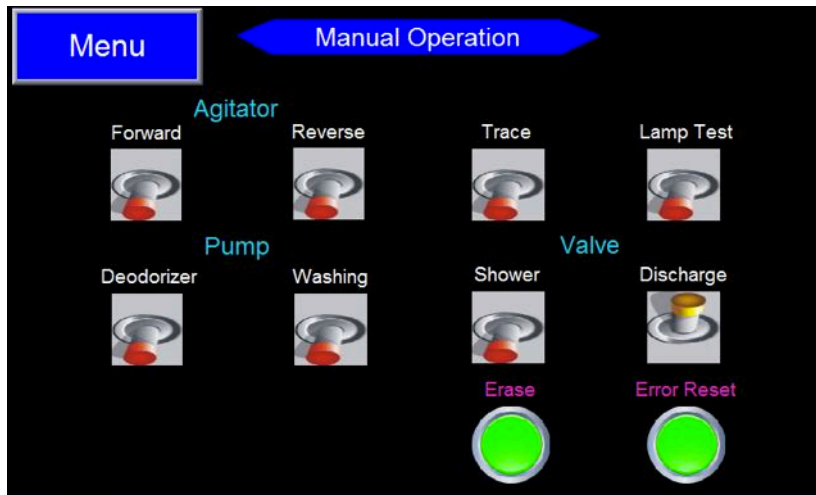 Menu
Manual Operation
Agitator
Forward
Reverse
Trace
Lamp Test
Pump
Valve
Deodorizer
Washing
Shower
Discharge
Erase
Error Reset